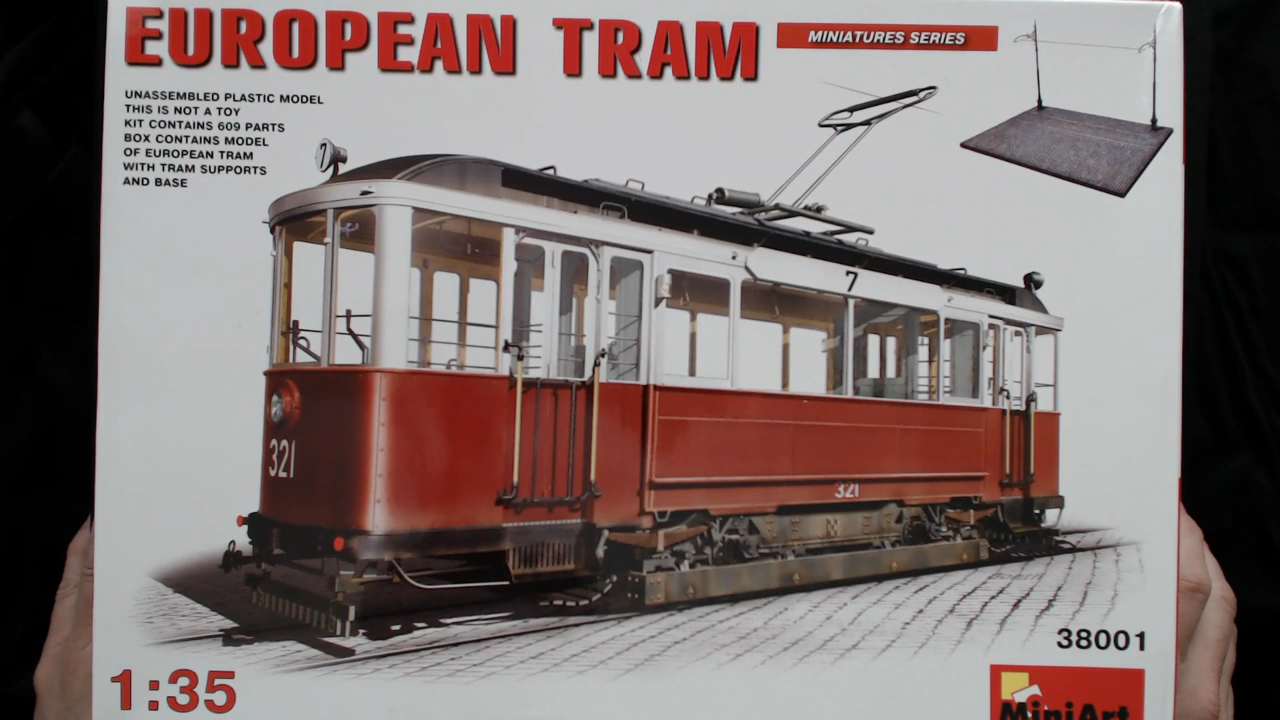 EUROPEAN TRAM
MINIATURES SERIES
UNASSEMBLED PLASTIC MODEL
THIS IS NOT A TOY
KIT CONTAINS 609 PARTS
BOX CONTAINS MODEL
OF EUROPEAN TRAM
WITH TRAM SUPPORTS
AND BASE
7
7
321
321
38001
1:35
MiniArt